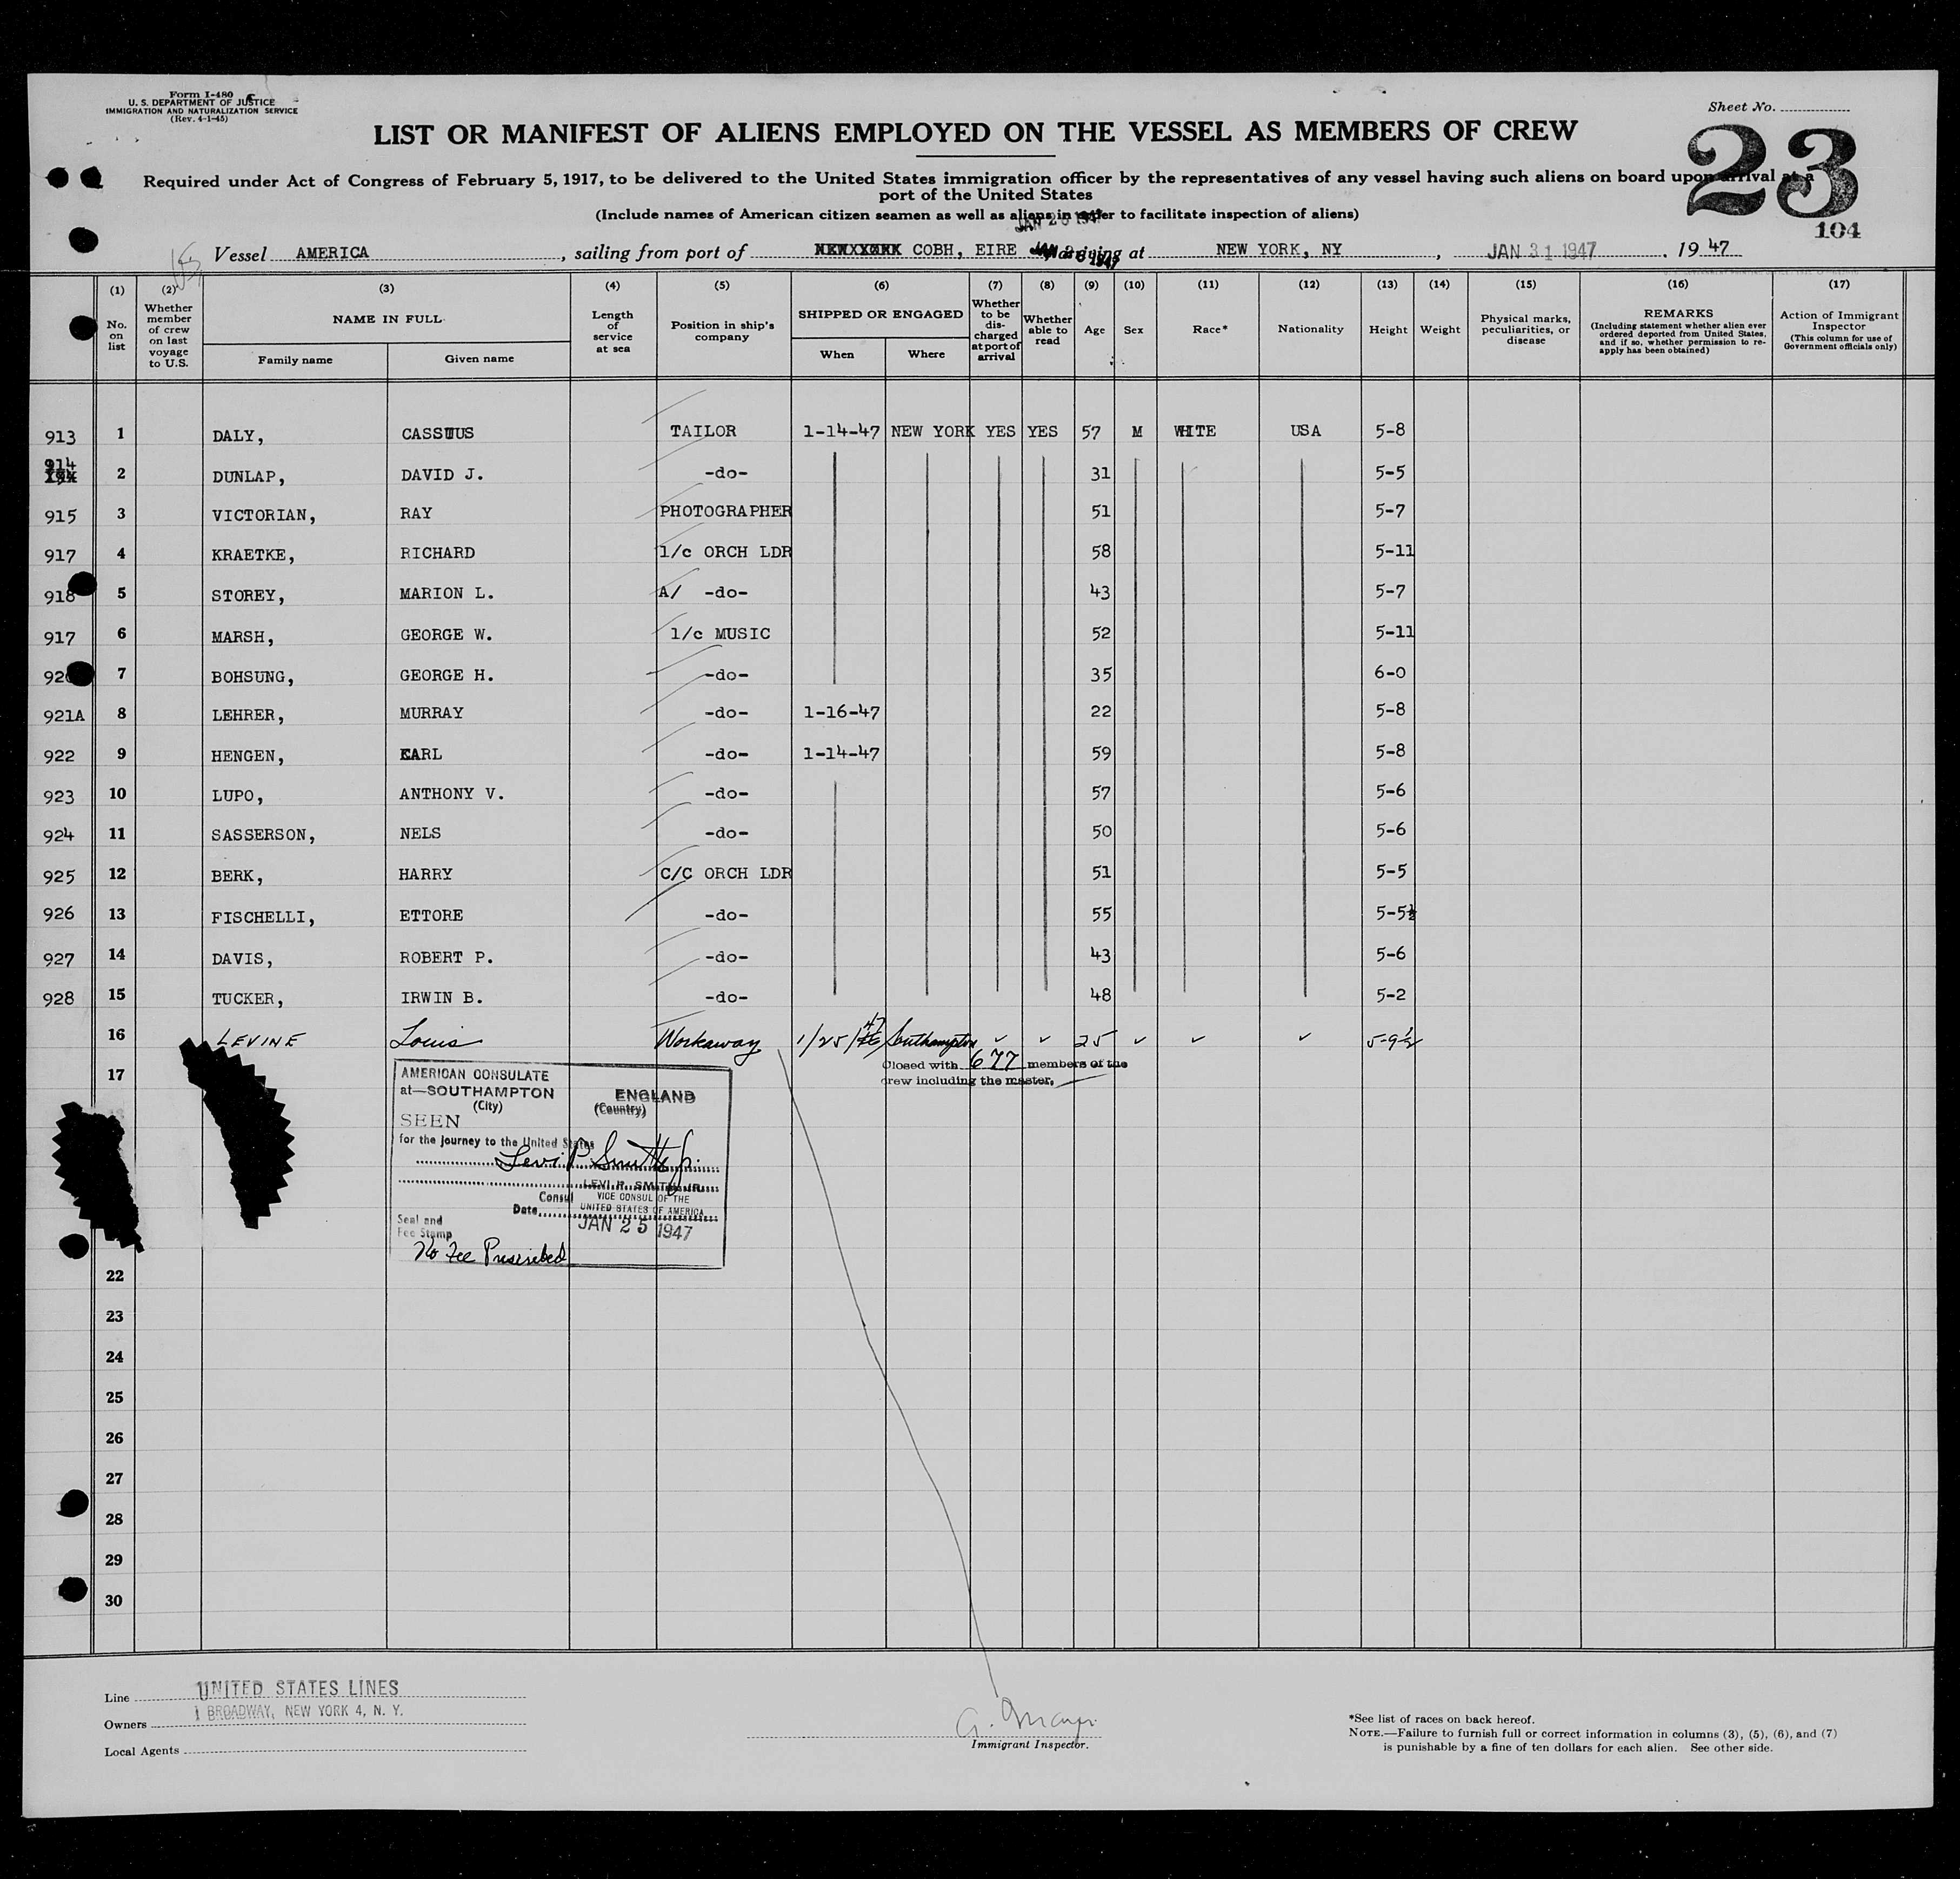 Form I-480
U. S. DEPARTMENT OF JUSTICE
IMMIGRATION AND NATURALIZATION SERVICE
(Rev. 4-1-45)
Sheet No.
23
104
LIST OR MANIFEST OF ALIENS EMPLOYED ON THE VESSEL AS MEMBERS OF CREW
Required under Act of Congress of February 5, 1917, to be delivered to the United States immigration officer by the representatives of any vessel having such aliens on board upon arrival at a
port of the United States
(Include names of American citizen seamen as well as aliens in order to facilitate inspection of aliens)
Vessel AMERICA, sailing from port of COBH, EIRE arriving at NEW YORK, NY, JAN 31 1947, 1947
(1) (2) (3) (4) (5) (6) (7) (8) (9) (10) (11) (12) (13) (14) (15) (16) (17)
No. on list
Whether member of crew on last voyage to U.S.
NAME IN FULL
Family name
Given name
Length of service at sea
Position in ship's company
SHIPPED OR ENGAGED
When
Where
Whether to be discharged at port of arrival
Whether able to read
Age
Sex
Race*
Nationality
Height
Weight
Physical marks, peculiarities, or disease
REMARKS
(Including statement whether alien ever ordered deported from United States, and if so, whether permission to reapply has been obtained)
Action of Immigrant Inspector
(This column for use of Government officials only)
913 1 DALY, CASSIUS TAILOR 1-14-47 NEW YORK YES YES 57 M WHITE USA 5-8
914 2 DUNLAP, DAVID J. -do- 31 5-5
915 3 VICTORIAN, RAY PHOTOGRAPHER 51 5-7
917 4 KRAETKE, RICHARD 1/c ORCH LDR 58 5-11
918 5 STOREY, MARION L. A/ -do- 43 5-7
917 6 MARSH, GEORGE W. 1/c MUSIC 52 5-11
920 7 BOHSUNG, GEORGE H. -do- 35 6-0
921A 8 LEHRER, MURRAY -do- 1-16-47 22 5-8
922 9 HENGEN, KARL -do- 1-14-47 59 5-8
923 10 LUPO, ANTHONY V. -do- 57 5-6
924 11 SASSERSON, NELS -do- 50 5-6
925 12 BERK, HARRY C/C ORCH LDR 51 5-5
926 13 FISCHELLI, ETTORE -do- 55 5-5½
927 14 DAVIS, ROBERT P. -do- 43 5-6
928 15 TUCKER, IRWIN B. -do- 48 5-2
16 LEVINE Louis Workaway 1/25/47 Southampton ✓ ✓ 25 ✓ ✓ ✓ 5-9½
17
Closed with 677 members of the
crew including the master.
AMERICAN CONSULATE
at—SOUTHAMPTON ENGLAND
(City) (Country)
SEEN
for the journey to the United States
Levi P Smith Jr.
LEVI P. SMITH, JR.
Consul VICE CONSUL OF THE
UNITED STATES OF AMERICA
Date JAN 25 1947
Seal and
Fee Stamp
No Fee Prescribed
22
23
24
25
26
27
28
29
30
Line UNITED STATES LINES
1 BROADWAY, NEW YORK 4, N. Y.
Owners
Local Agents
Immigrant Inspector.
*See list of races on back hereof.
NOTE.—Failure to furnish full or correct information in columns (3), (5), (6), and (7)
is punishable by a fine of ten dollars for each alien. See other side.